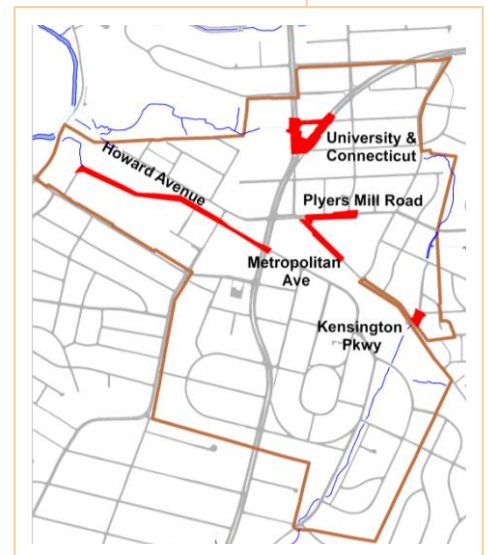 University &
Connecticut
Howard Avenue
Plyers Mill Road
Metropolitan
Ave
Kensington
Pkwy